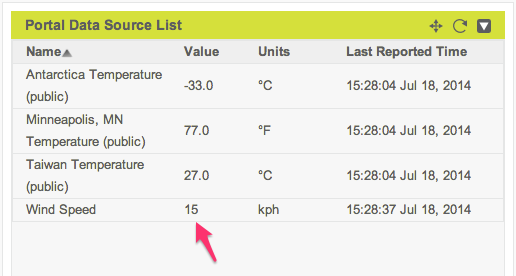 Portal Data Source List
Name Value Units Last Reported Time
Antarctica Temperature
(public) -33.0 °C 15:28:04 Jul 18, 2014
Minneapolis, MN
Temperature (public) 77.0 °F 15:28:04 Jul 18, 2014
Taiwan Temperature
(public) 27.0 °C 15:28:04 Jul 18, 2014
Wind Speed 15 kph 15:28:37 Jul 18, 2014